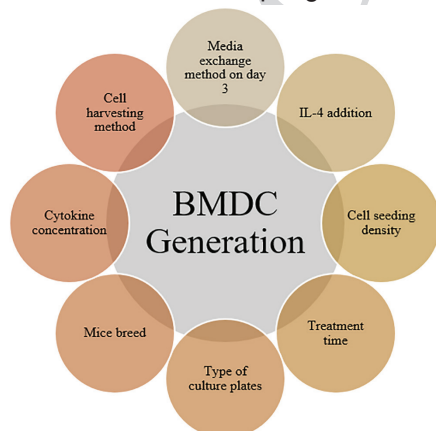 Media
exchange
method on day
3
IL-4 addition
Cell seeding
density
Treatment
time
Type of
culture plates
Mice breed
Cytokine
concentration
Cell
harvesting
method
BMDC
Generation